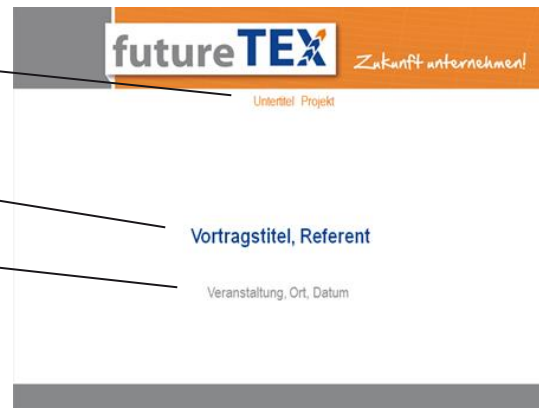 futureTEX
Zukunft unternehmen!
Untertitel Projekt
Vortragstitel, Referent
Veranstaltung, Ort, Datum